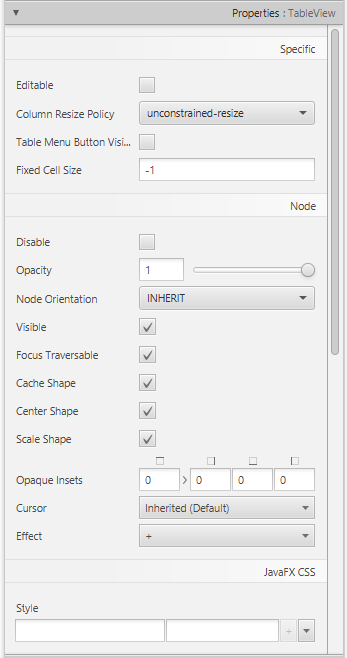 Properties : TableView
Specific
Editable
Column Resize Policy unconstrained-resize
Table Menu Button Visi...
Fixed Cell Size -1
Node
Disable
Opacity 1
Node Orientation INHERIT
Visible
Focus Traversable
Cache Shape
Center Shape
Scale Shape
Opaque Insets 0 > 0 0 0
Cursor Inherited (Default)
Effect +
JavaFX CSS
Style
+